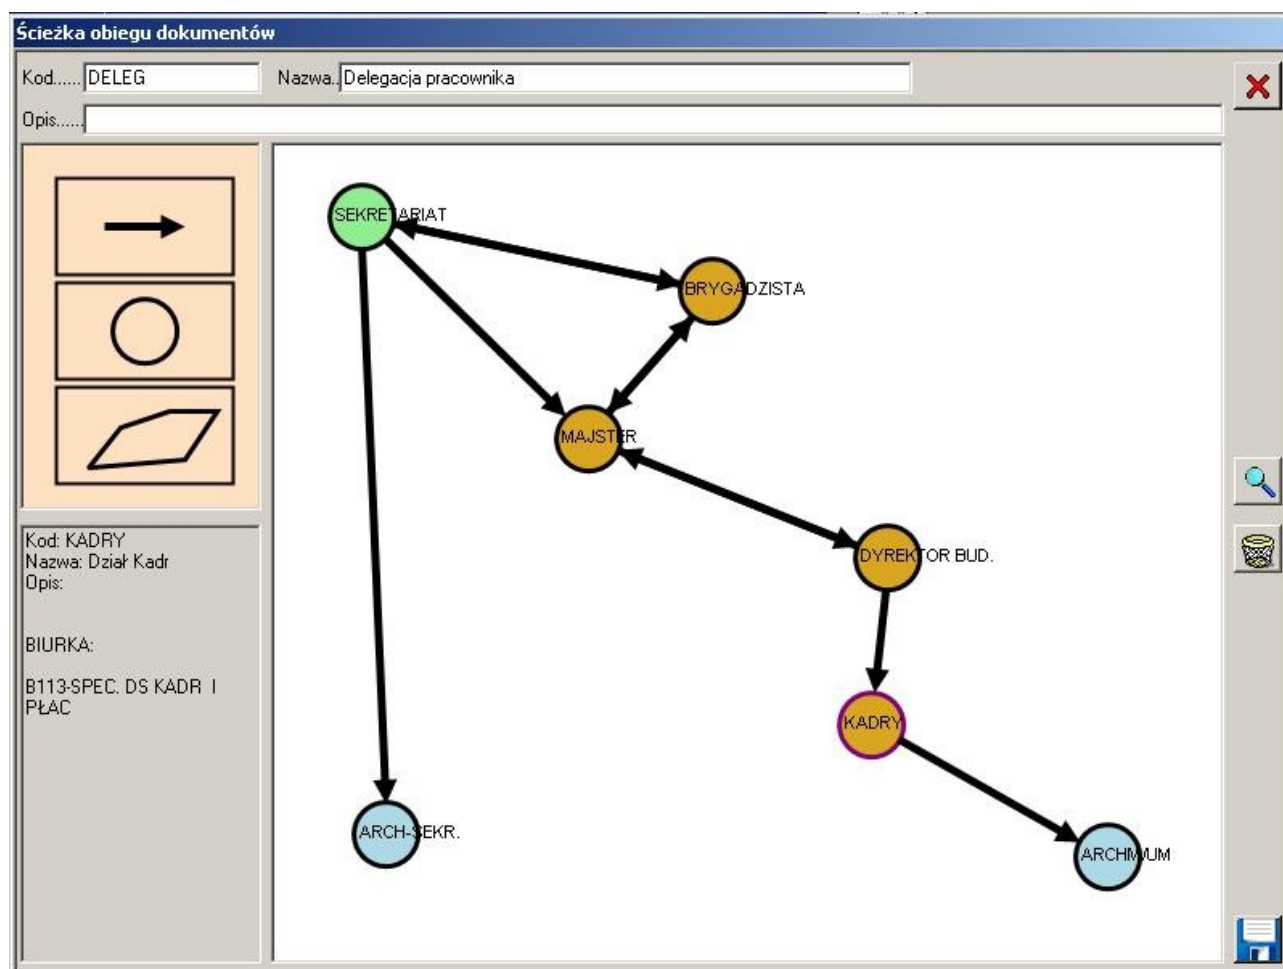 Ścieżka obiegu dokumentów
Kod...... DELEG Nazwa.. Delegacja pracownika
Opis......
SEKRETARIAT
BRYGADZISTA
MAJSTER
DYREKTOR BUD.
KADRY
ARCH-SEKR.
ARCHIWUM
Kod: KADRY
Nazwa: Dział Kadr
Opis:
BIURKA:
B113-SPEC. DS KADR I
PŁAC